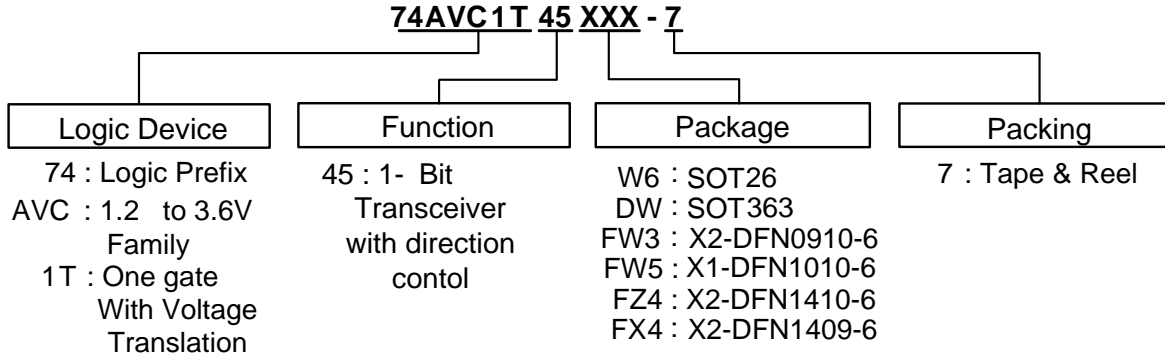 74AVC1T 45 XXX - 7
Logic Device
74 : Logic Prefix
AVC : 1.2 to 3.6V
Family
1T : One gate
With Voltage
Translation
Function
45 : 1- Bit
Transceiver
with direction
contol
Package
W6 : SOT26
DW : SOT363
FW3 : X2-DFN0910-6
FW5 : X1-DFN1010-6
FZ4 : X2-DFN1410-6
FX4 : X2-DFN1409-6
Packing
7 : Tape & Reel